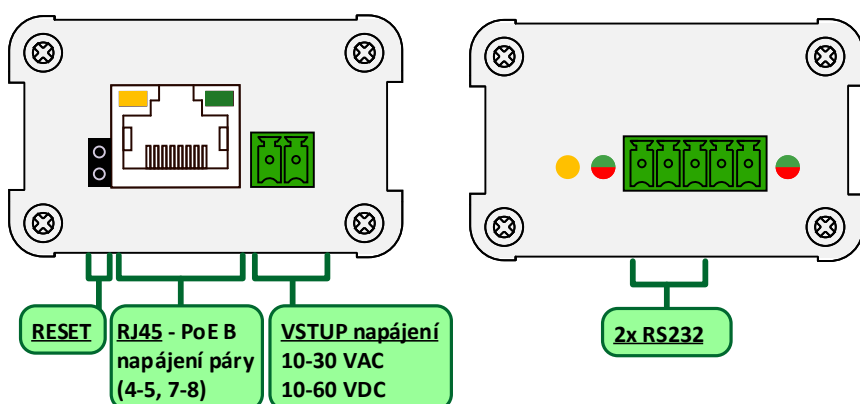 RESET
RJ45 - PoE B
napájení páry
(4-5, 7-8)
VSTUP napájení
10-30 VAC
10-60 VDC
2x RS232